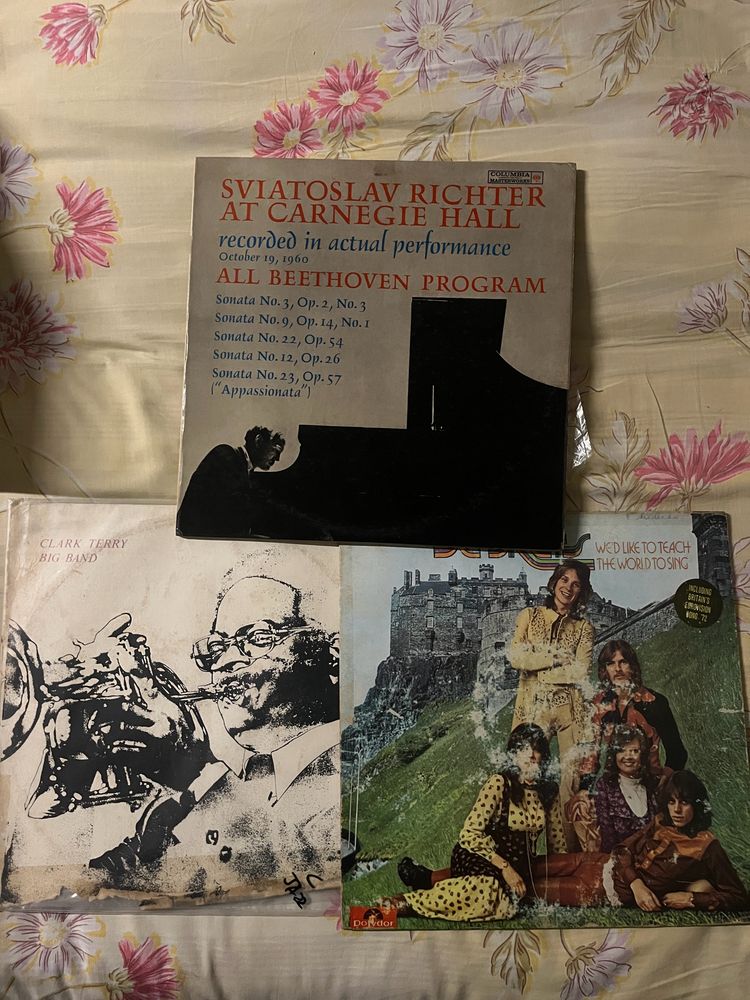 COLUMBIA
MASTERWORKS
SVIATOSLAV RICHTER
AT CARNEGIE HALL
recorded in actual performance
October 19, 1960
ALL BEETHOVEN PROGRAM
Sonata No. 3, Op. 2, No. 3
Sonata No. 9, Op. 14, No. 1
Sonata No. 22, Op. 54
Sonata No. 12, Op. 26
Sonata No. 23, Op. 57
("Appassionata")
CLARK TERRY
BIG BAND
WE'D LIKE TO TEACH
THE WORLD TO SING
INCLUDING
BRITAIN'S
EUROVISION
SONG '72
Polydor